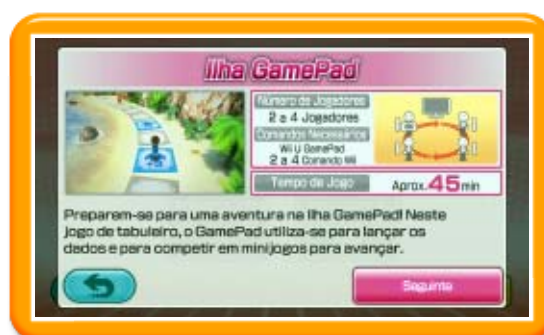 Ilha GamePad
Número de Jogadores
2 a 4 Jogadores
Comandos Necessários
Wii U GamePad
2 a 4 Comando Wii
Tempo de Jogo Aprox. 45 min
Preparem-se para uma aventura na Ilha GamePad! Neste
jogo de tabuleiro, o GamePad utiliza-se para lançar os
dados e para competir em minijogos para avançar.
Seguinte